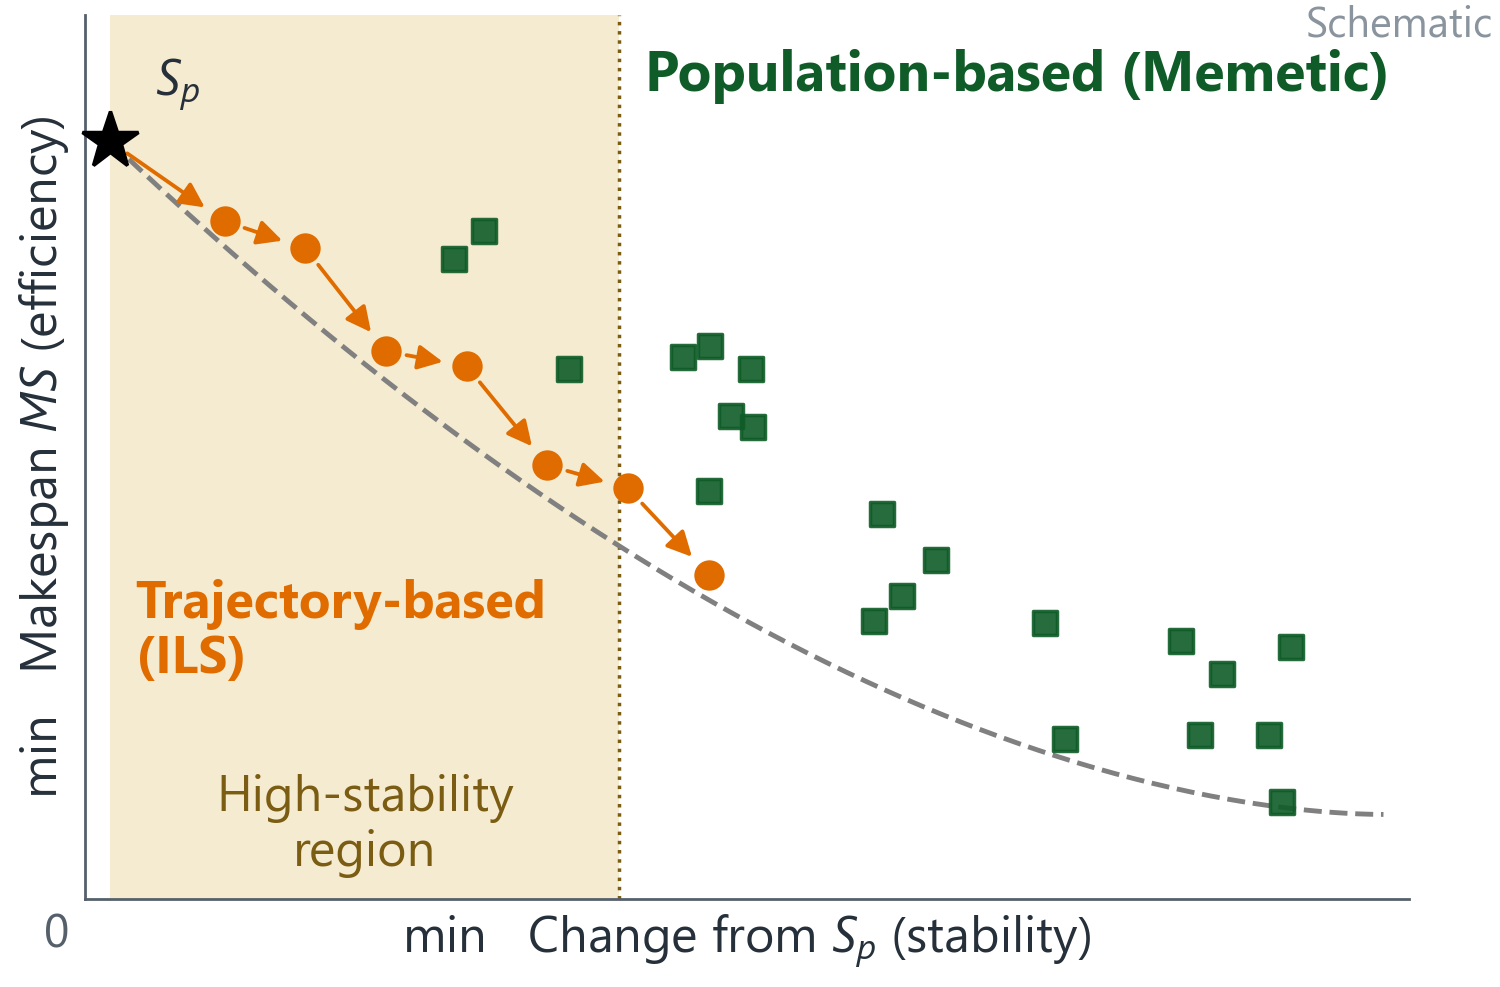 Schematic
Population-based (Memetic)
Sp
Makespan MS (efficiency)
min
Trajectory-based
(ILS)
High-stability
region
0
min Change from Sp (stability)